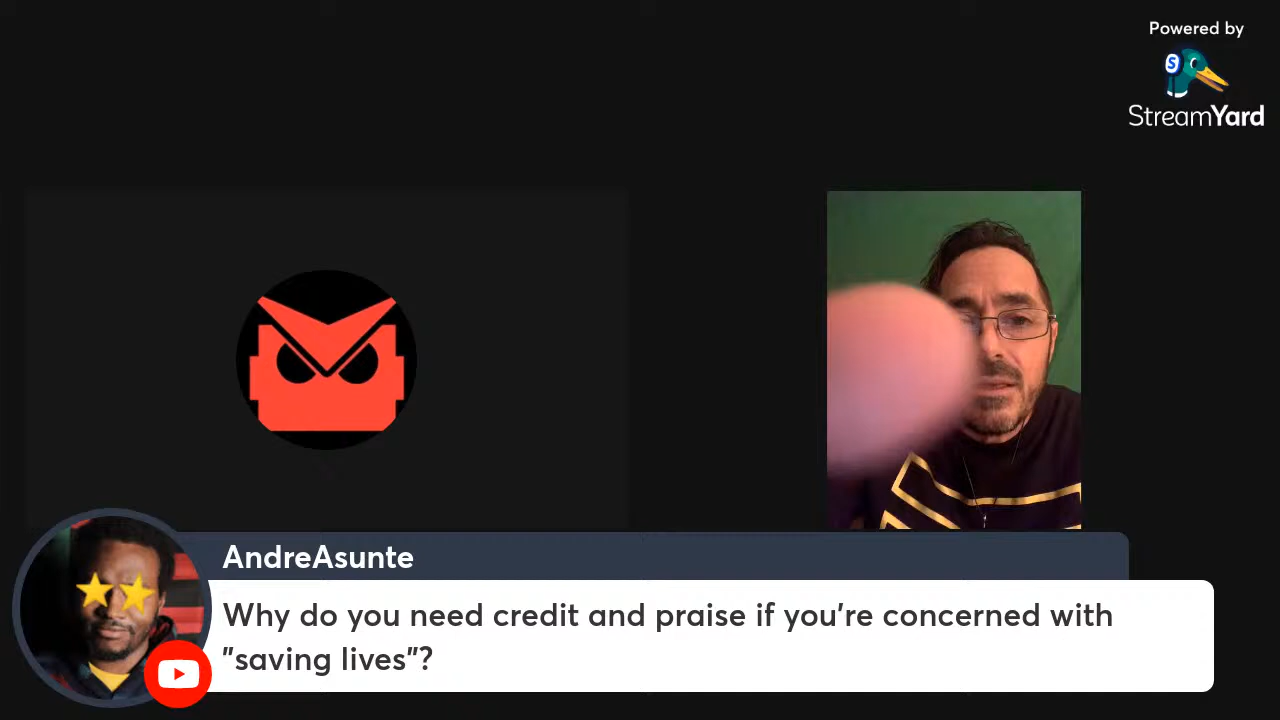 Powered by
S
StreamYard
AndreAsunte
Why do you need credit and praise if you're concerned with
"saving lives"?